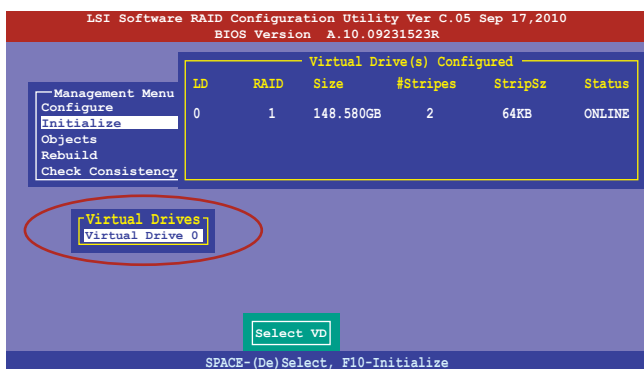 LSI Software RAID Configuration Utility Ver C.05 Sep 17,2010
BIOS Version A.10.09231523R
Virtual Drive(s) Configured
LD RAID Size #Stripes StripSz Status
0 1 148.580GB 2 64KB ONLINE
Management Menu
Configure
Initialize
Objects
Rebuild
Check Consistency
Virtual Drives
Virtual Drive 0
Select VD
SPACE-(De)Select, F10-Initialize